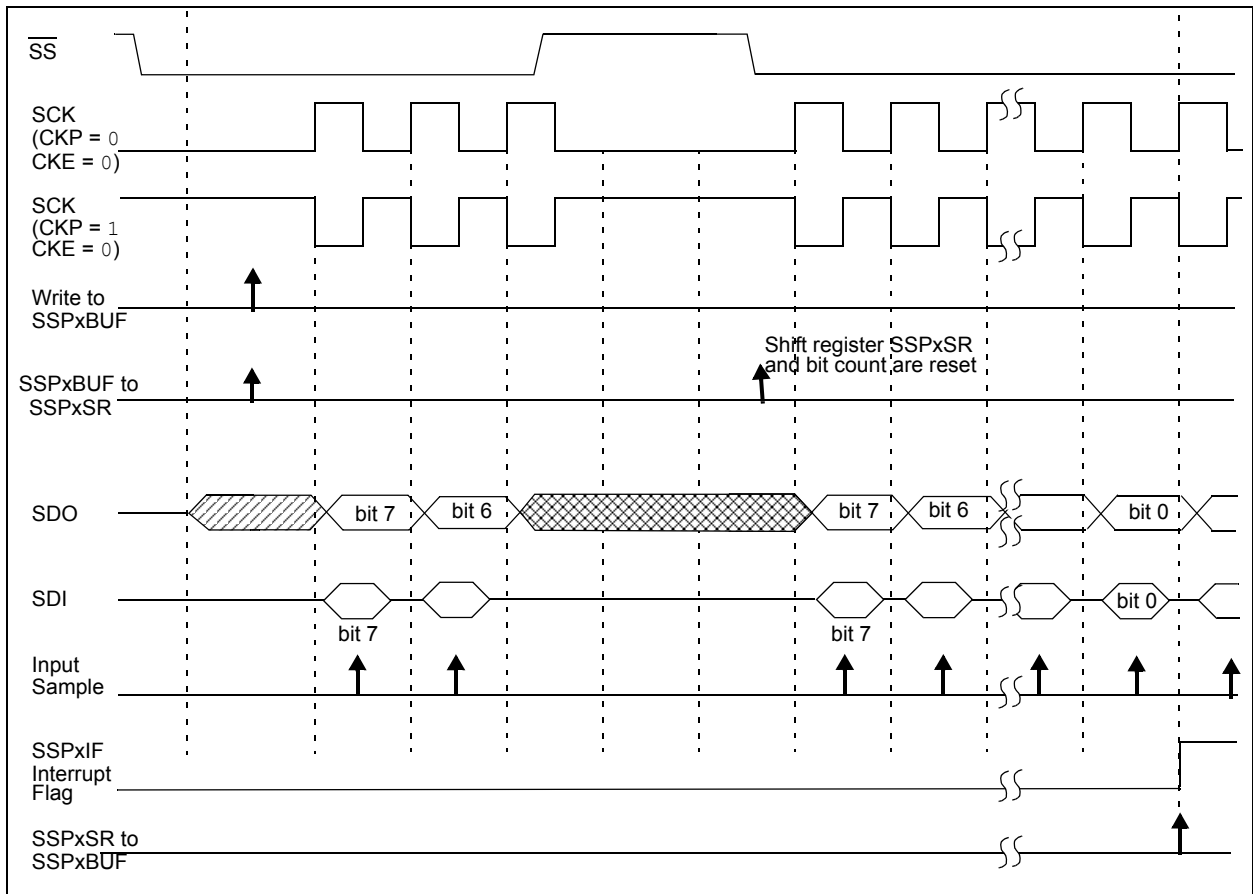 SS
SCK
(CKP = 0
CKE = 0)
SCK
(CKP = 1
CKE = 0)
Write to
SSPxBUF
Shift register SSPxSR
and bit count are reset
SSPxBUF to
SSPxSR
SDO
bit 7
bit 6
bit 7
bit 6
bit 0
SDI
bit 0
bit 7
bit 7
Input
Sample
SSPxIF
Interrupt
Flag
SSPxSR to
SSPxBUF